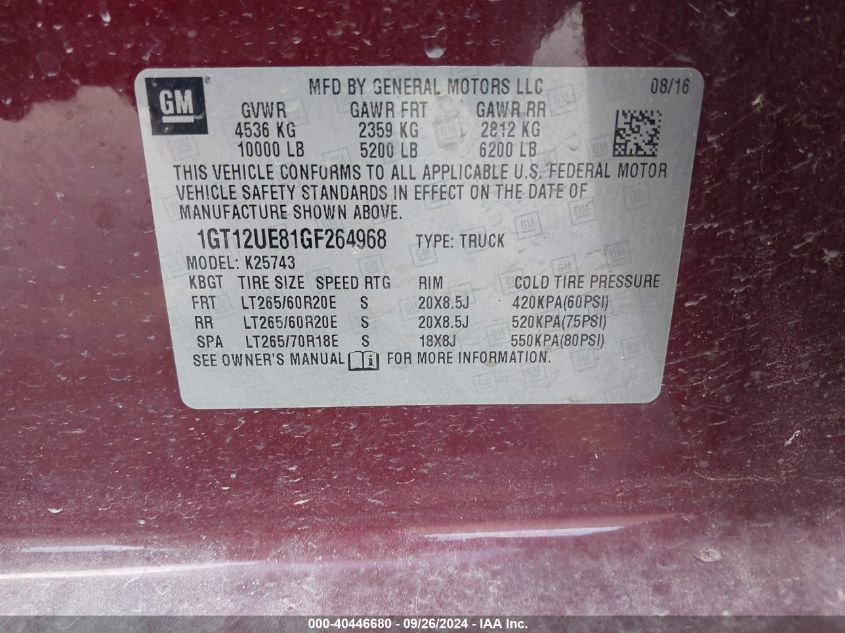 GM
MFD BY GENERAL MOTORS LLC 08/16
GVWR GAWR FRT GAWR RR
4536 KG 2359 KG 2812 KG
10000 LB 5200 LB 6200 LB
THIS VEHICLE CONFORMS TO ALL APPLICABLE U.S. FEDERAL MOTOR
VEHICLE SAFETY STANDARDS IN EFFECT ON THE DATE OF
MANUFACTURE SHOWN ABOVE.
1GT12UE81GF264968 TYPE: TRUCK
MODEL: K25743
KBGT TIRE SIZE SPEED RTG RIM COLD TIRE PRESSURE
FRT LT265/60R20E S 20X8.5J 420KPA(60PSI)
RR LT265/60R20E S 20X8.5J 520KPA(75PSI)
SPA LT265/70R18E S 18X8J 550KPA(80PSI)
SEE OWNER'S MANUAL FOR MORE INFORMATION.
000-40446680 - 09/26/2024 - IAA Inc.